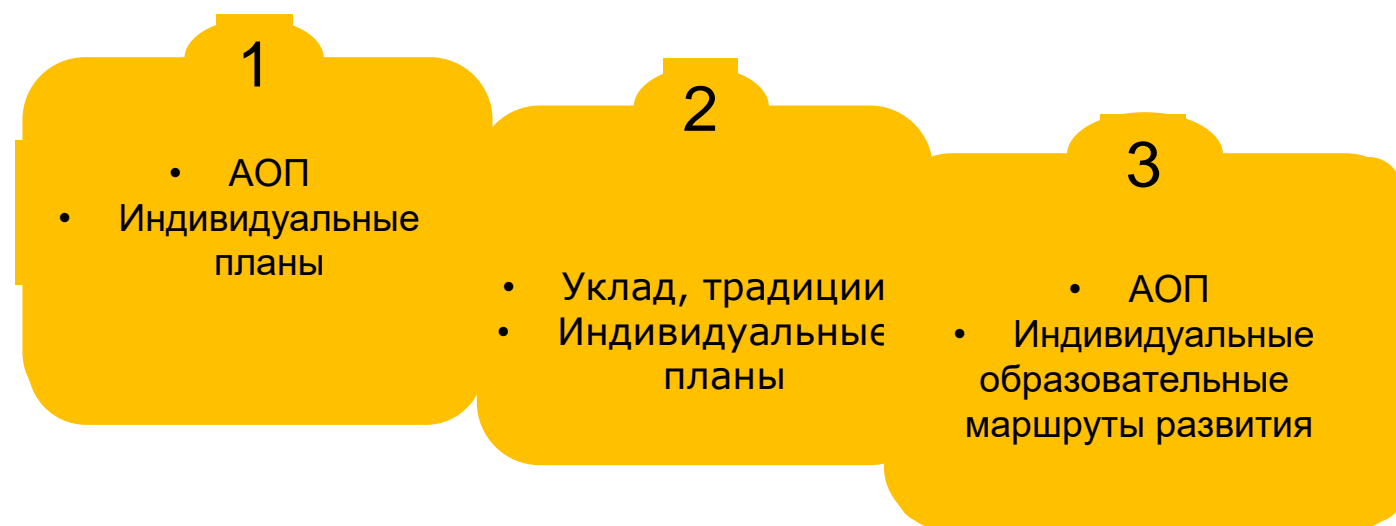 1
• АОП
• Индивидуальные
планы
2
• Уклад, традиции
• Индивидуальные
планы
3
• АОП
• Индивидуальные
образовательные
маршруты развития